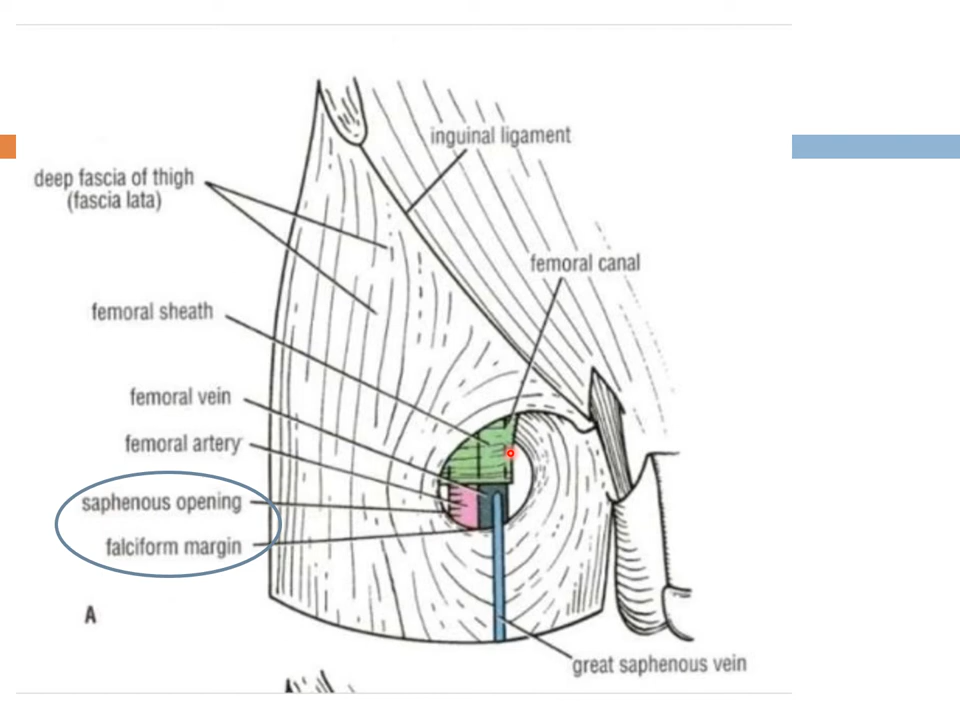 inguinal ligament
deep fascia of thigh
(fascia lata)
femoral canal
femoral sheath
femoral vein
femoral artery
saphenous opening
falciform margin
A
great saphenous vein